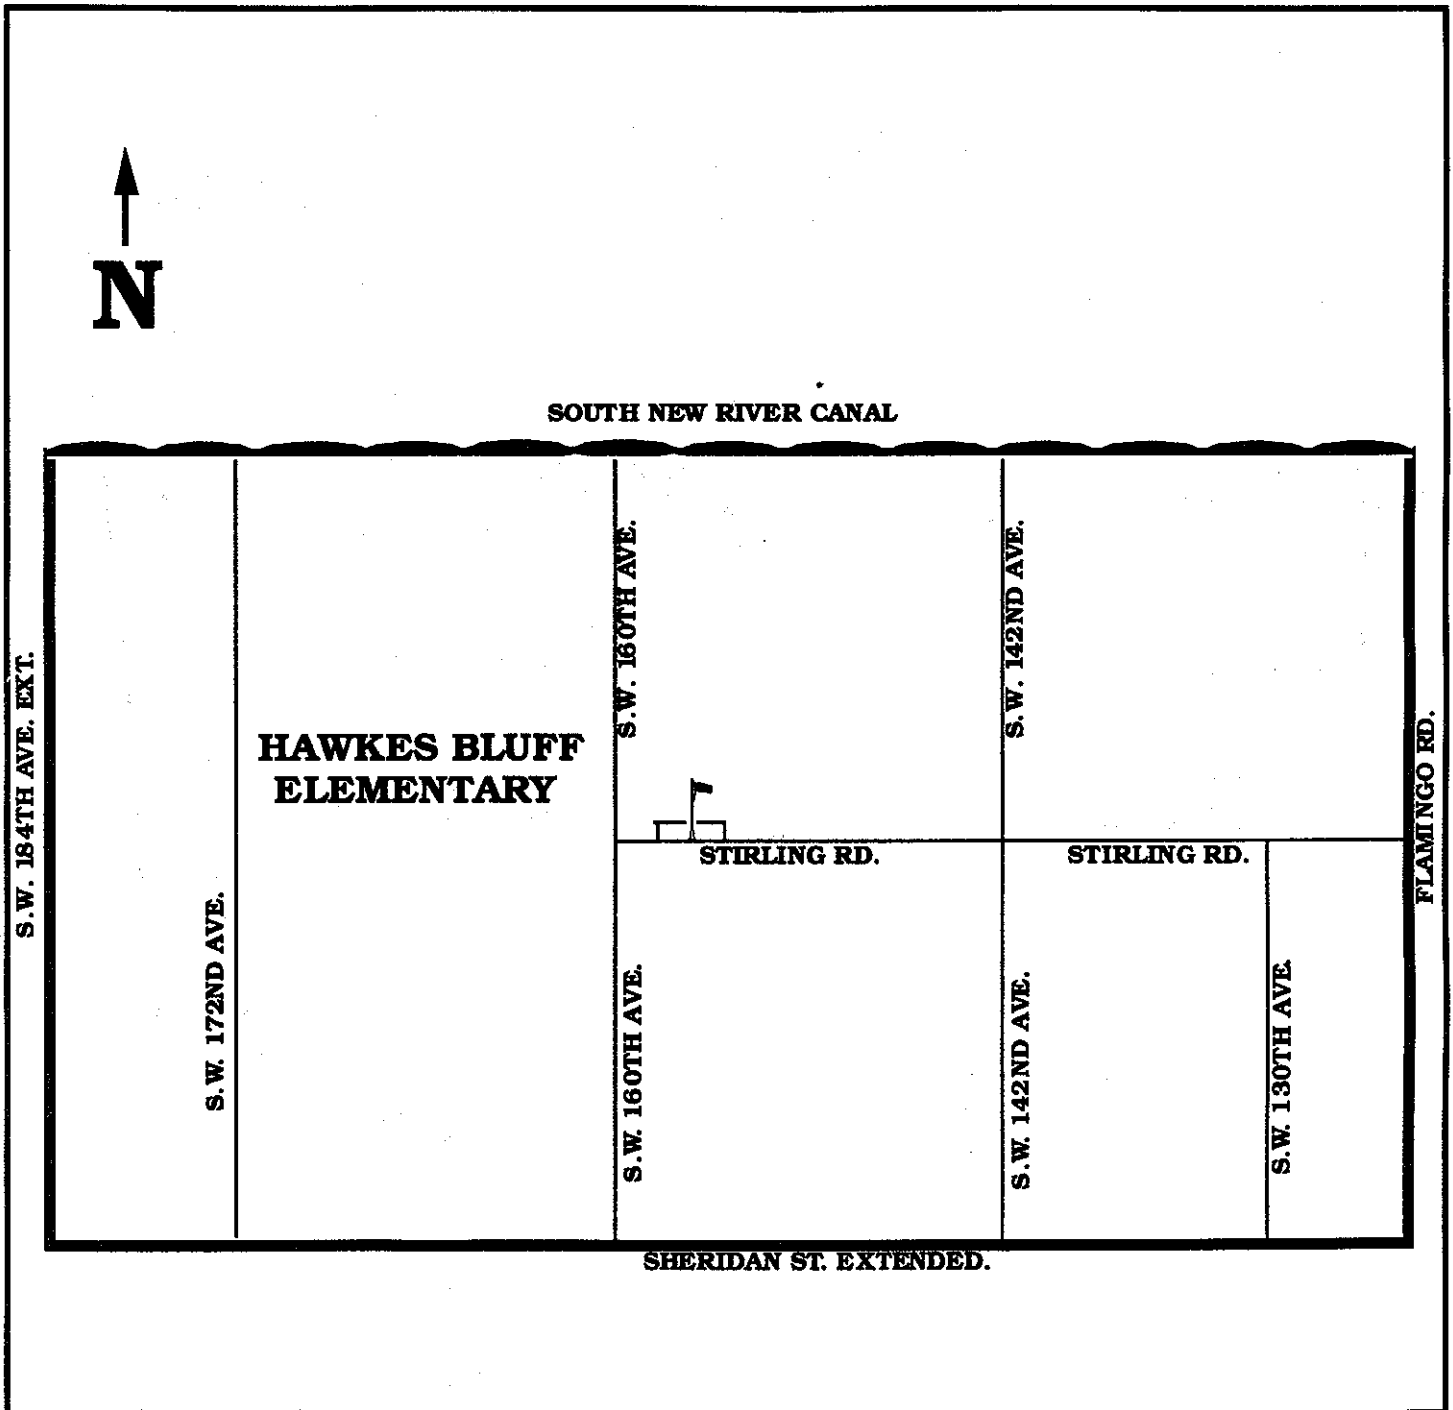 N
SOUTH NEW RIVER CANAL
S.W. 160TH AVE.
S.W. 142ND AVE.
S.W. 184TH AVE. EXT.
HAWKES BLUFF
ELEMENTARY
FLAMINGO RD.
STIRLING RD.
STIRLING RD.
S.W. 172ND AVE.
S.W. 160TH AVE.
S.W. 142ND AVE.
S.W. 130TH AVE.
SHERIDAN ST. EXTENDED.